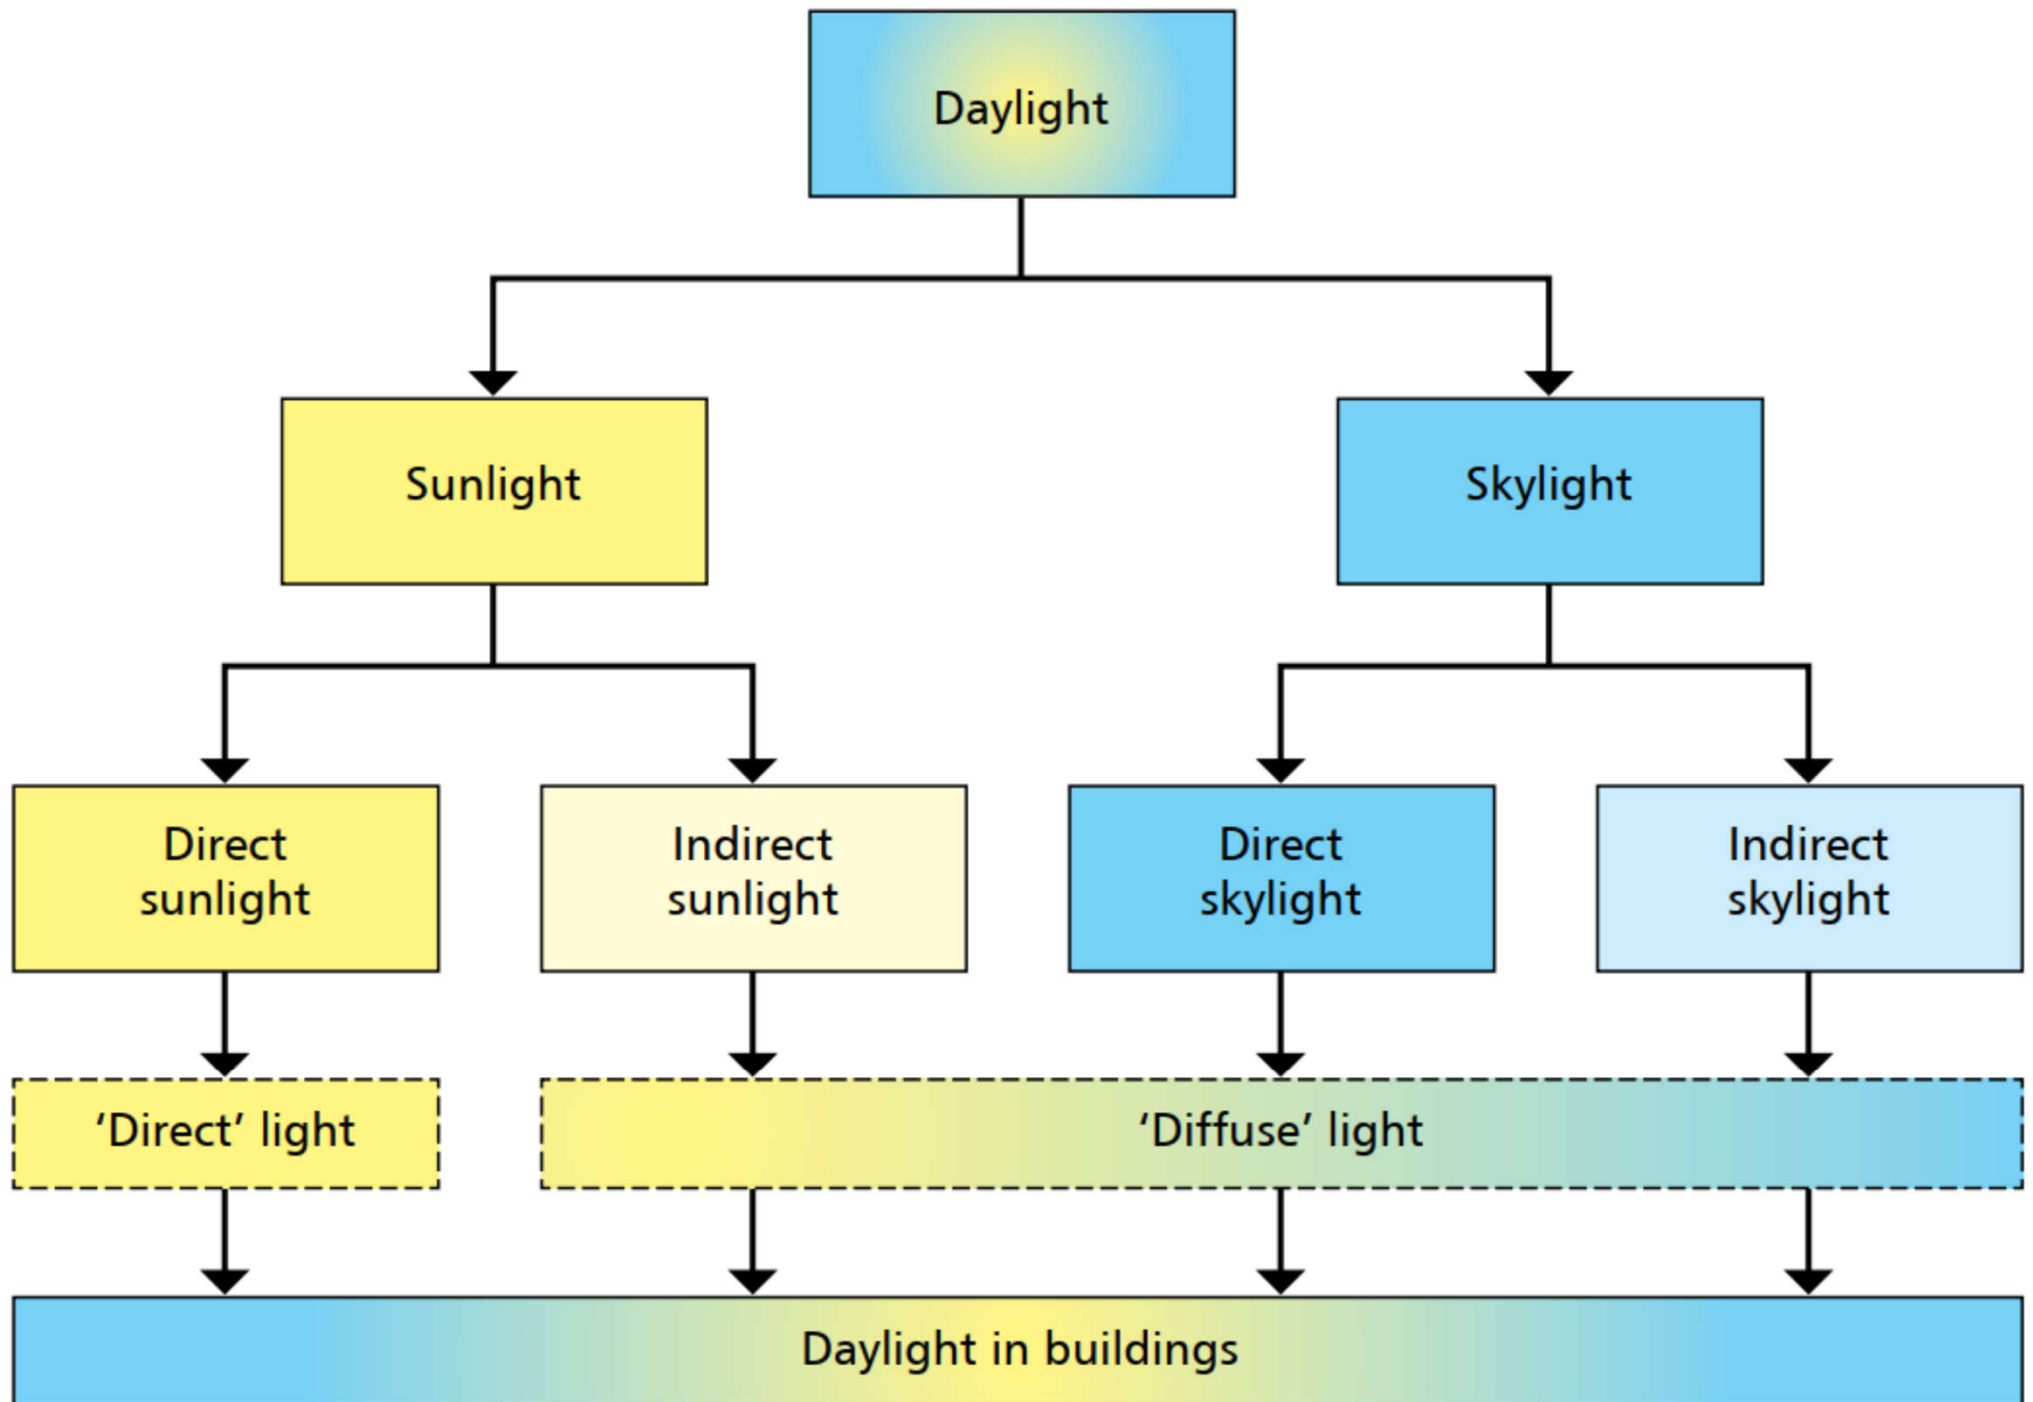 Daylight
Sunlight
Skylight
Direct
sunlight
Indirect
sunlight
Direct
skylight
Indirect
skylight
‘Direct’ light
‘Diffuse’ light
Daylight in buildings